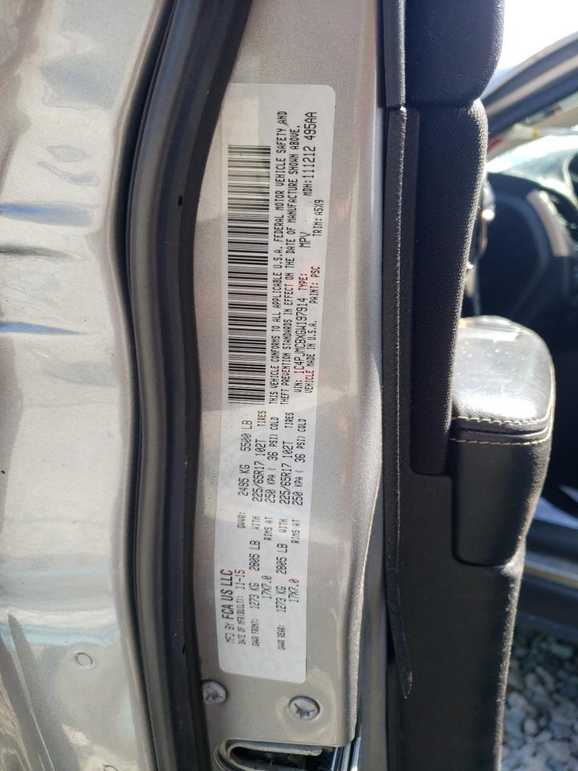 MFD BY FCA US LLC
DATE OF MFR(BUILT): 11-15 GVWR: 2495 KG 5500 LB
GAWR FRONT: 1273 KG 2805 LB WITH 225/65R17 102T TIRES
17X7.0 RIMS AT 250 KPA ( 36 PSI) COLD
GAWR REAR: 1273 KG 2805 LB WITH 225/65R17 102T TIRES
17X7.0 RIMS AT 250 KPA ( 36 PSI) COLD
THIS VEHICLE CONFORMS TO ALL APPLICABLE U.S.A. FEDERAL MOTOR VEHICLE SAFETY AND
THEFT PREVENTION STANDARDS IN EFFECT ON THE DATE OF MANUFACTURE SHOWN ABOVE.
VIN: 1C4PJMCBXGW197914 TYPE: MPV MDH:111212 495AA
VEHICLE MADE IN U.S.A. PAINT: PSC TRIM: A5X9